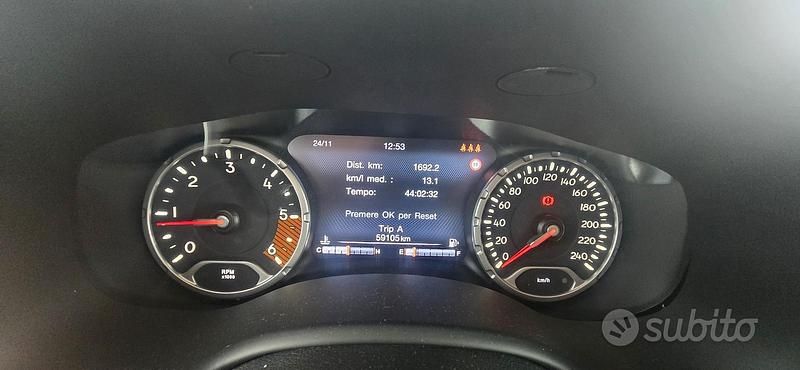 24/11 12:53
Dist. km: 1692.2
km/l med. : 13.1
Tempo: 44:02:32
Premere OK per Reset
Trip A
59105 km
C H E F
0 1 2 3 4 5 6
RPM
x1000
0 20 40 60 80 100 120 140 160 180 200 220 240
km/h
subito